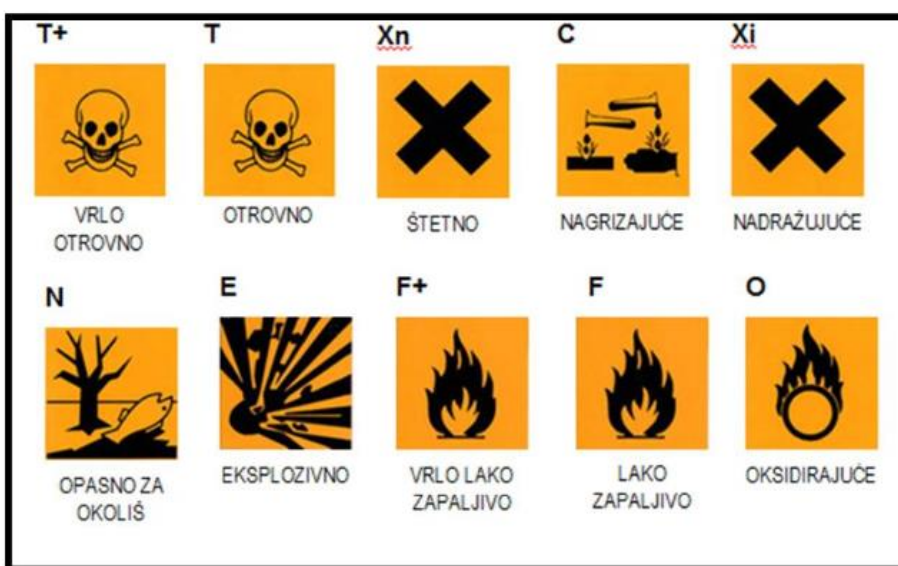 T+ T Xn C Xi
VRLO
OTROVNO
OTROVNO
ŠTETNO
NAGRIZAJUĆE
NADRAŽUJUĆE
N E F+ F O
OPASNO ZA
OKOLIŠ
EKSPLOZIVNO
VRLO LAKO
ZAPALJIVO
LAKO
ZAPALJIVO
OKSIDIRAJUĆE